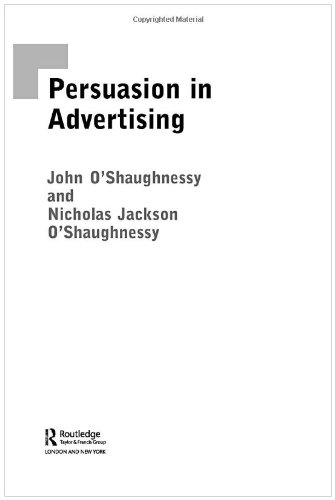 Copyrighted Material
Persuasion in
Advertising
John O'Shaughnessy
and
Nicholas Jackson
O'Shaughnessy
R
Routledge
Taylor & Francis Group
LONDON AND NEW YORK